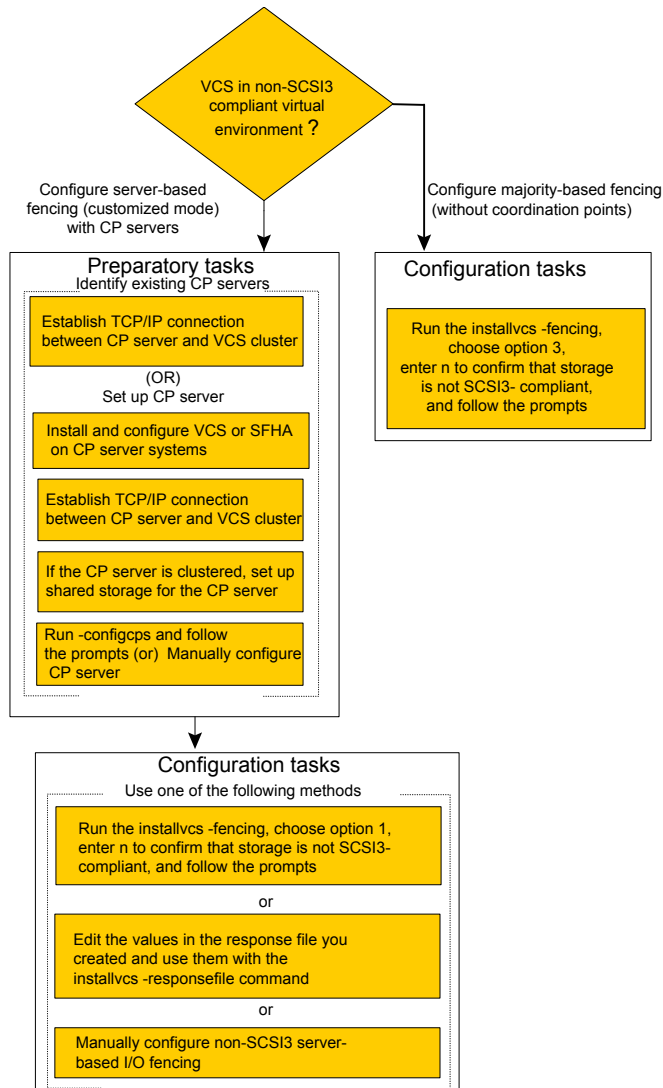 VCS in non-SCSI3
compliant virtual
environment ?
Configure server-based
fencing (customized mode)
with CP servers
Configure majority-based fencing
(without coordination points)
Preparatory tasks
Identify existing CP servers
Establish TCP/IP connection
between CP server and VCS cluster
(OR)
Set up CP server
Install and configure VCS or SFHA
on CP server systems
Establish TCP/IP connection
between CP server and VCS cluster
If the CP server is clustered, set up
shared storage for the CP server
Run -configcps and follow
the prompts (or) Manually configure
CP server
Configuration tasks
Run the installvcs -fencing,
choose option 3,
enter n to confirm that storage
is not SCSI3- compliant,
and follow the prompts
Configuration tasks
Use one of the following methods
Run the installvcs -fencing, choose option 1,
enter n to confirm that storage is not SCSI3-
compliant, and follow the prompts
or
Edit the values in the response file you
created and use them with the
installvcs -responsefile command
or
Manually configure non-SCSI3 server-
based I/O fencing